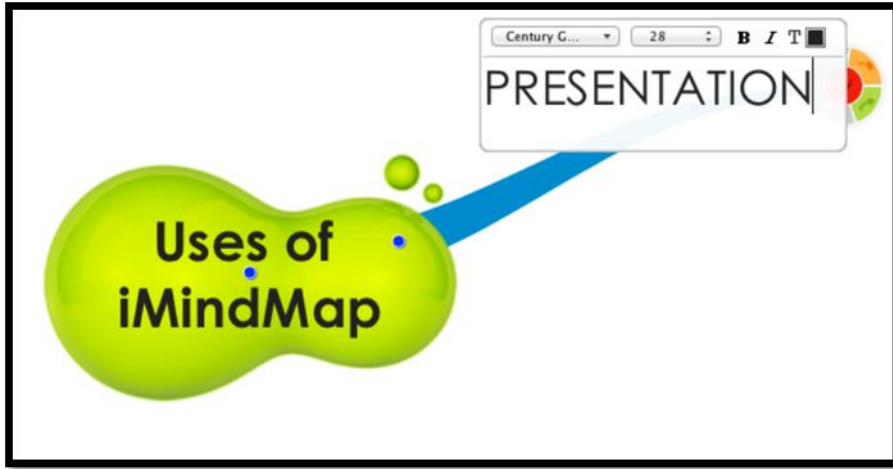 Century G... 28 B I T
PRESENTATION
Uses of
iMindMap